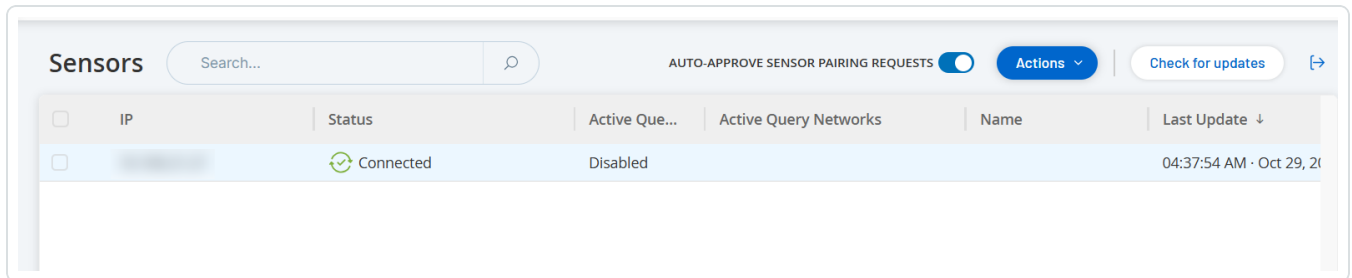 Sensors Search... AUTO-APPROVE SENSOR PAIRING REQUESTS Actions Check for updates
IP Status Active Que... Active Query Networks Name Last Update ↓
Connected Disabled 04:37:54 AM · Oct 29, 20